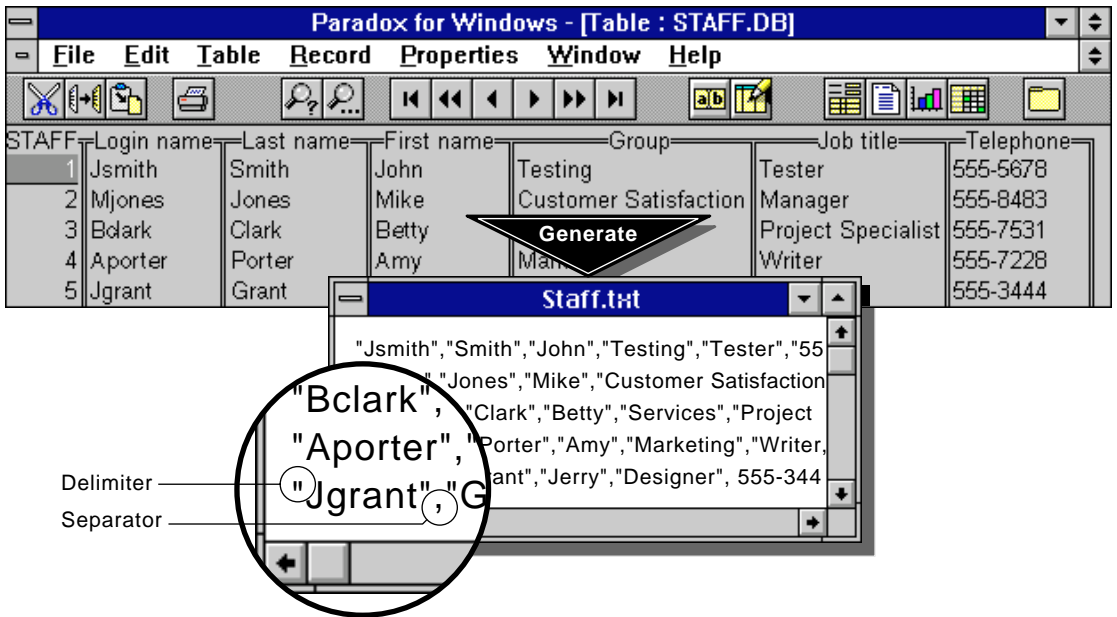 Paradox for Windows - [Table : STAFF.DB]
File Edit Table Record Properties Window Help
STAFF Login name Last name First name Group Job title Telephone
1 Jsmith Smith John Testing Tester 555-5678
2 Mjones Jones Mike Customer Satisfaction Manager 555-8483
3 Bclark Clark Betty Project Specialist 555-7531
4 Aporter Porter Amy Writer 555-7228
5 Jgrant Grant 555-3444
Generate
Staff.txt
"Jsmith","Smith","John","Testing","Tester","55
","Jones","Mike","Customer Satisfaction
"Clark","Betty","Services","Project
"Porter","Amy","Marketing","Writer,
rant","Jerry","Designer", 555-344
"Bclark",
"Aporter",
"Jgrant","G
Delimiter
Separator